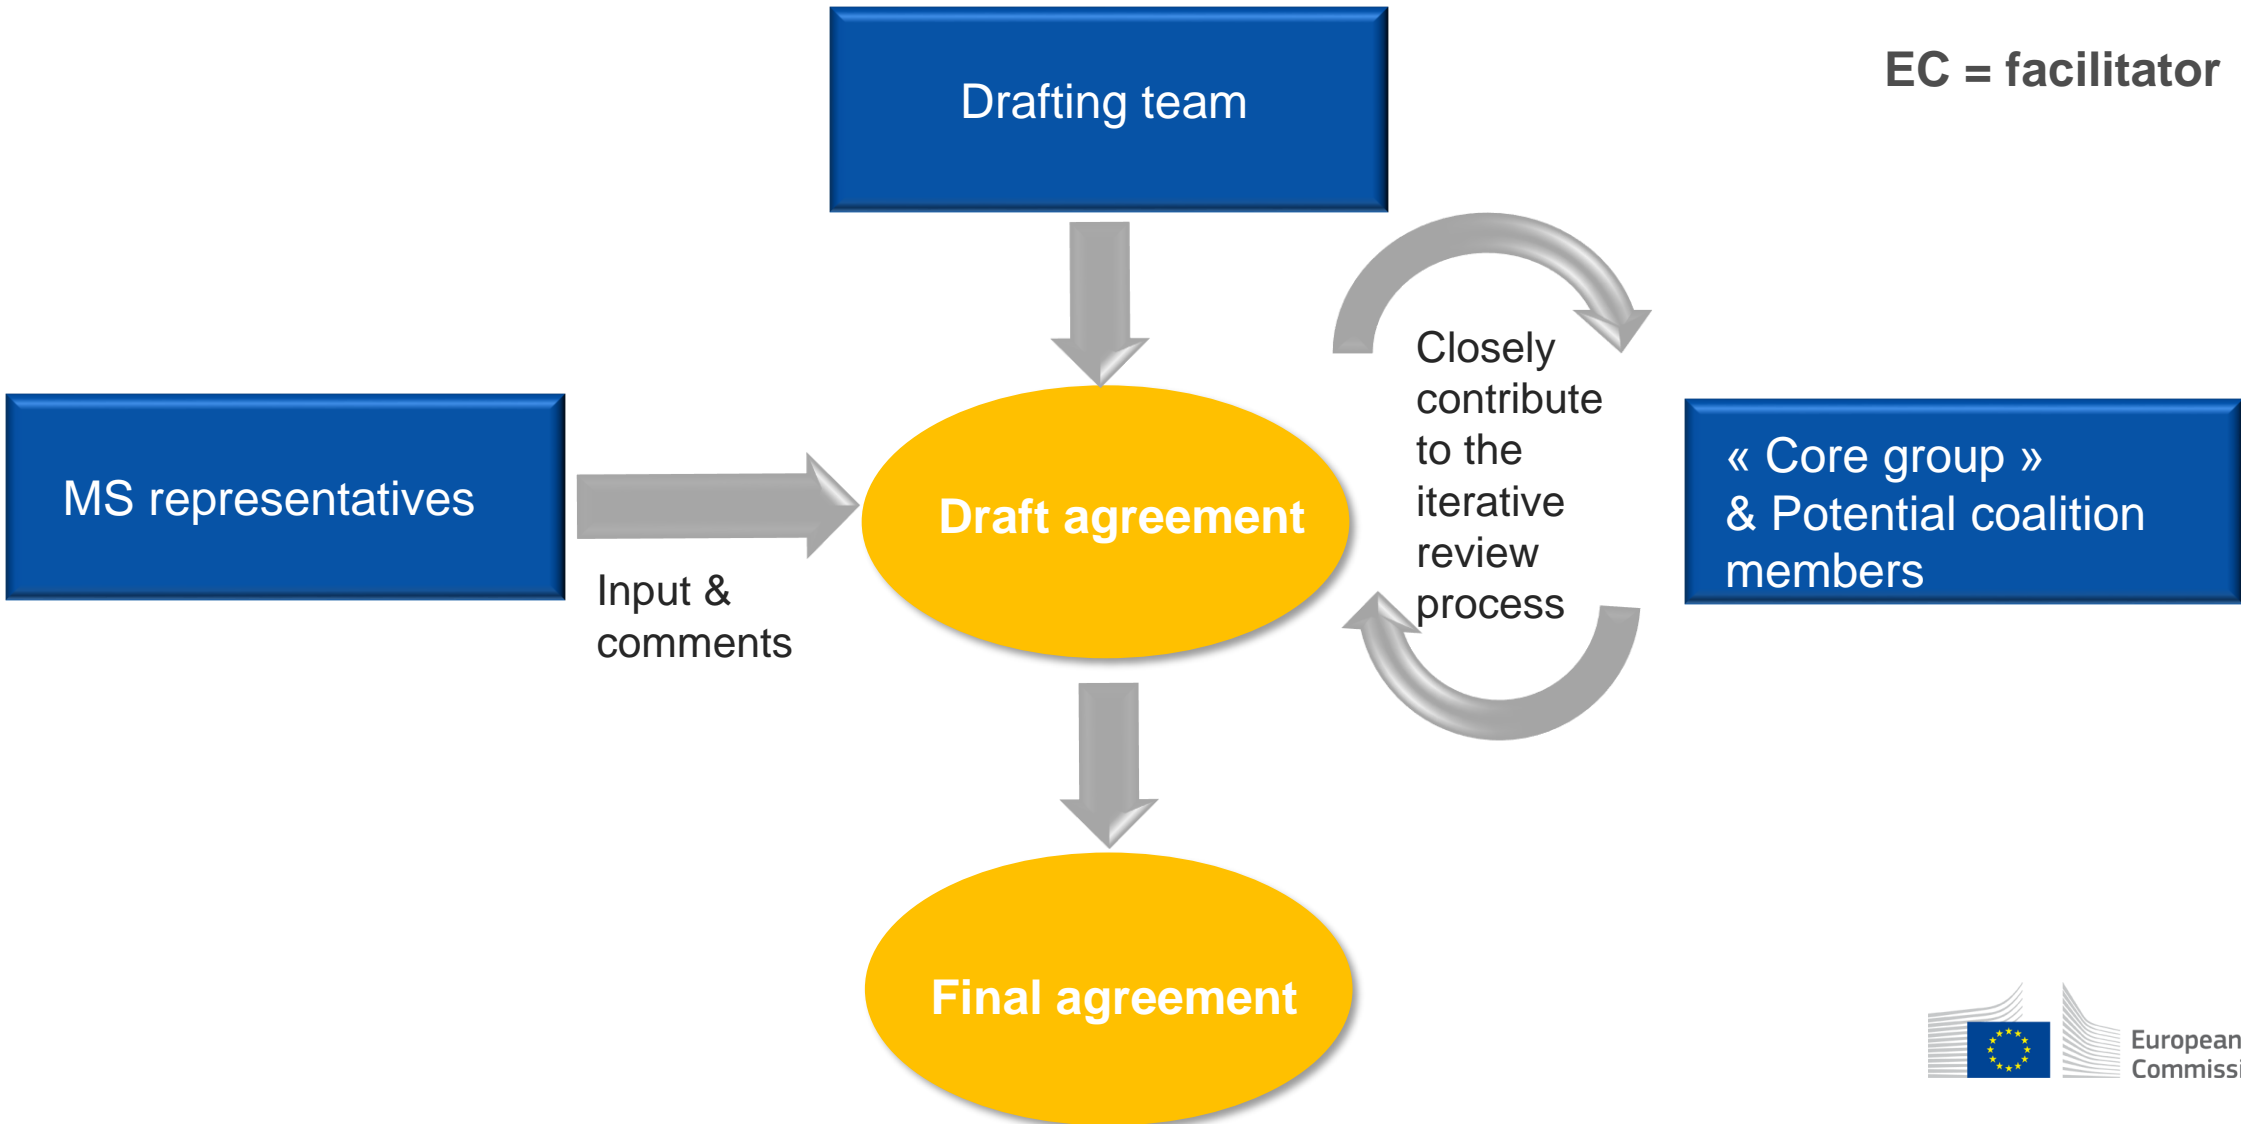 Drafting team
EC = facilitator
MS representatives
Input &
comments
Draft agreement
Closely
contribute
to the
iterative
review
process
« Core group »
& Potential coalition
members
Final agreement
European
Commissi